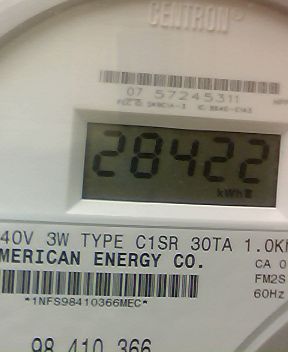 CENTRON®
07 57245311
28422
kWh
40V 3W TYPE C1SR 30TA 1.0K
MERICAN ENERGY CO. CA 0
FM2S
*1NFS98410366MEC* 60Hz
98 410 366